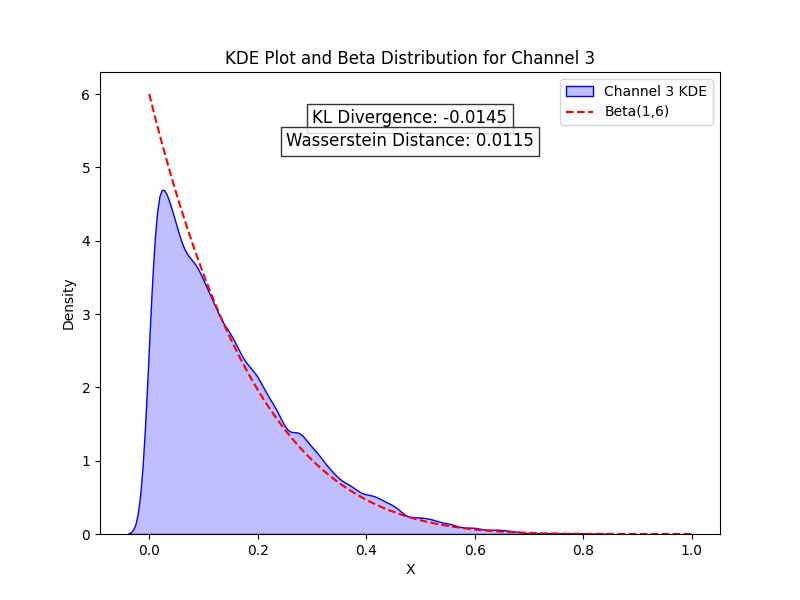 KDE Plot and Beta Distribution for Channel 3
KL Divergence: -0.0145
Wasserstein Distance: 0.0115
Channel 3 KDE
Beta(1,6)
Density
6
5
4
3
2
1
0
0.0 0.2 0.4 0.6 0.8 1.0
X